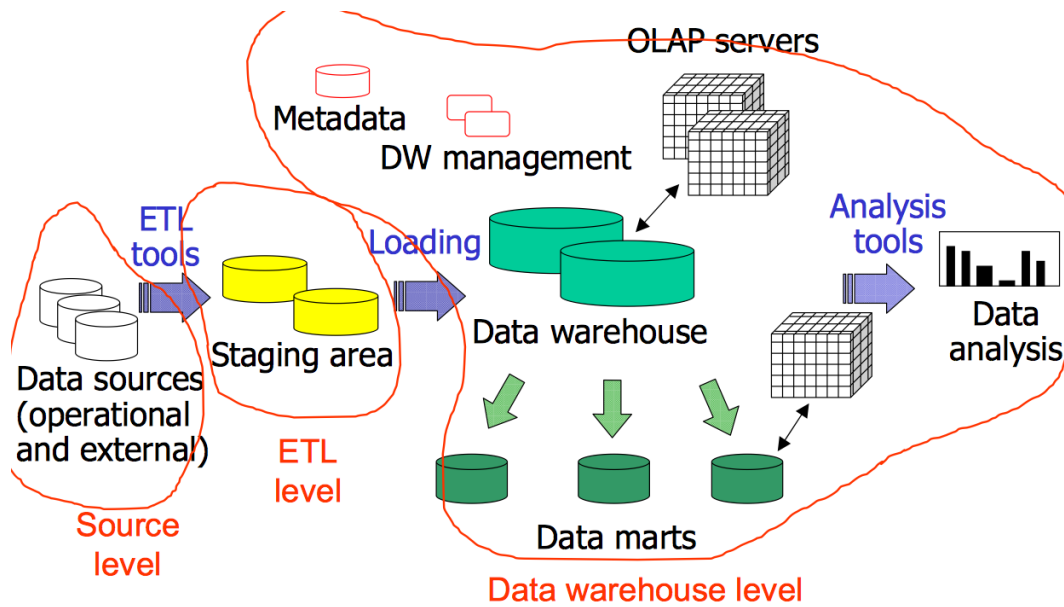 OLAP servers
Metadata
DW management
ETL
tools
Loading
Analysis
tools
Staging area
Data warehouse
Data
analysis
Data sources
(operational
and external)
ETL
level
Source
level
Data marts
Data warehouse level